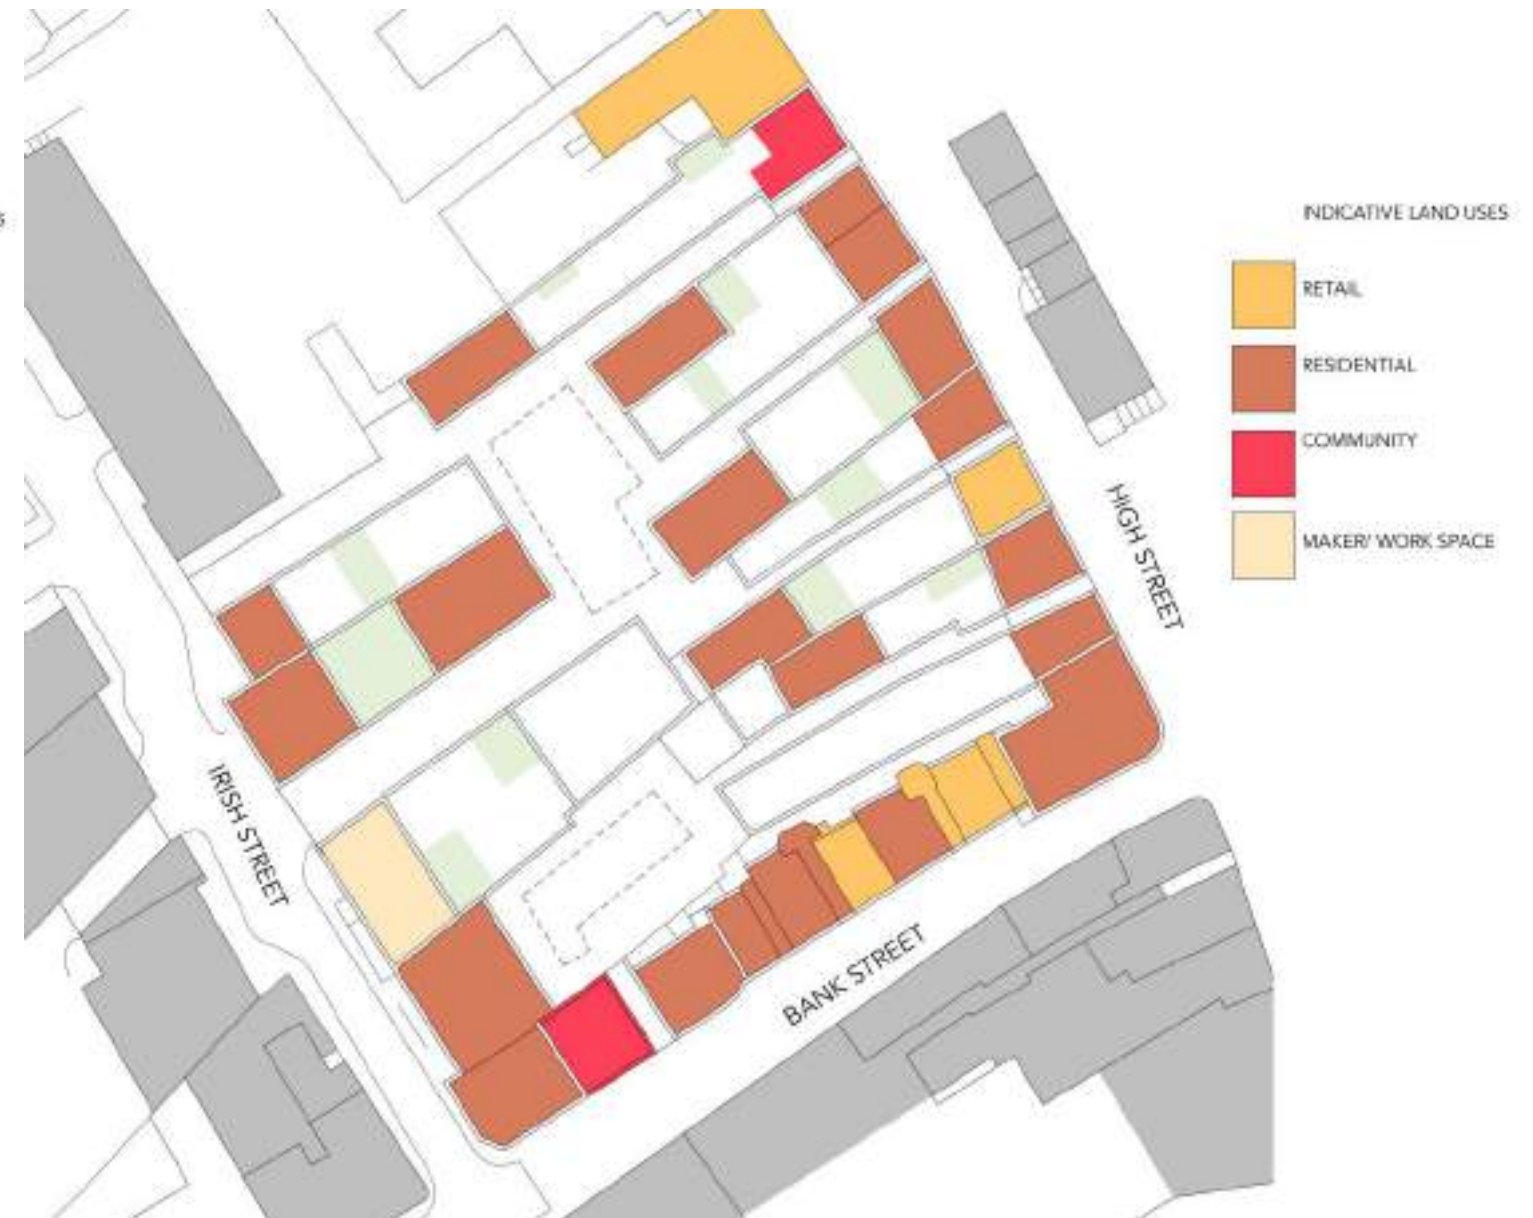 INDICATIVE LAND USES
RETAIL
RESIDENTIAL
COMMUNITY
MAKER/ WORK SPACE
HIGH STREET
IRISH STREET
BANK STREET